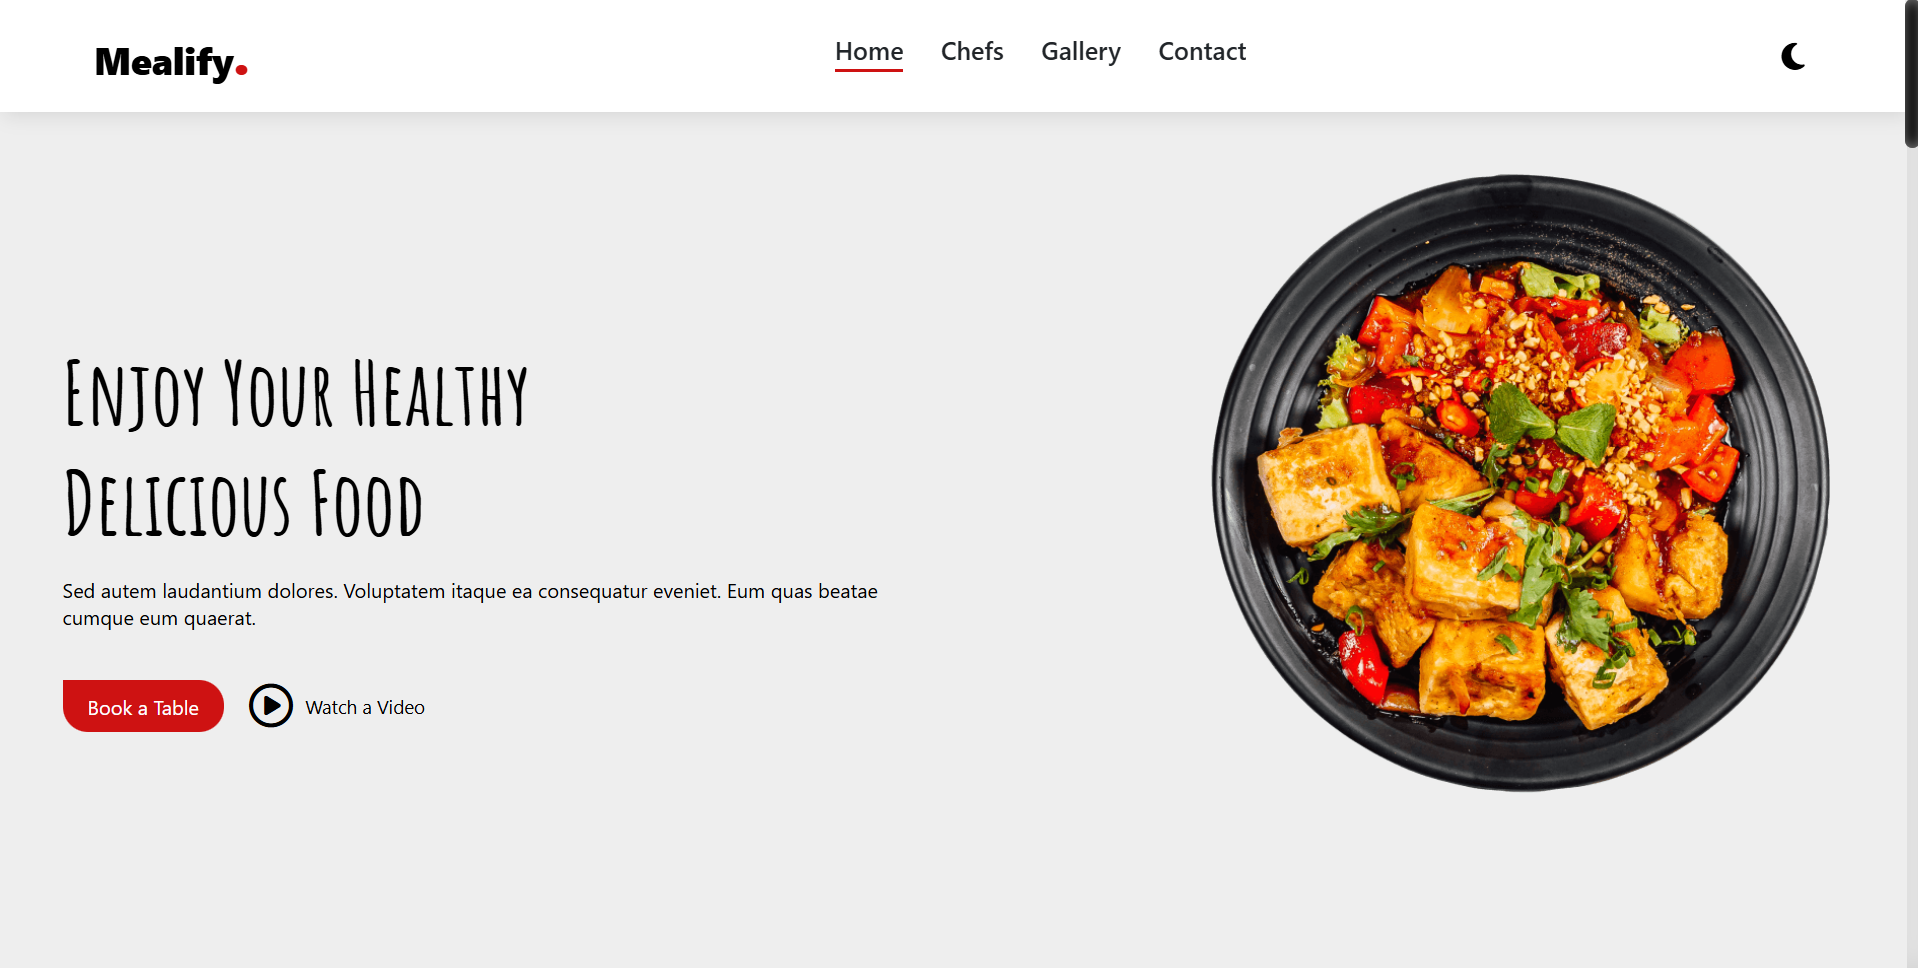 Mealify.
Home Chefs Gallery Contact
Enjoy Your Healthy
Delicious Food
Sed autem laudantium dolores. Voluptatem itaque ea consequatur eveniet. Eum quas beatae
cumque eum quaerat.
Book a Table Watch a Video